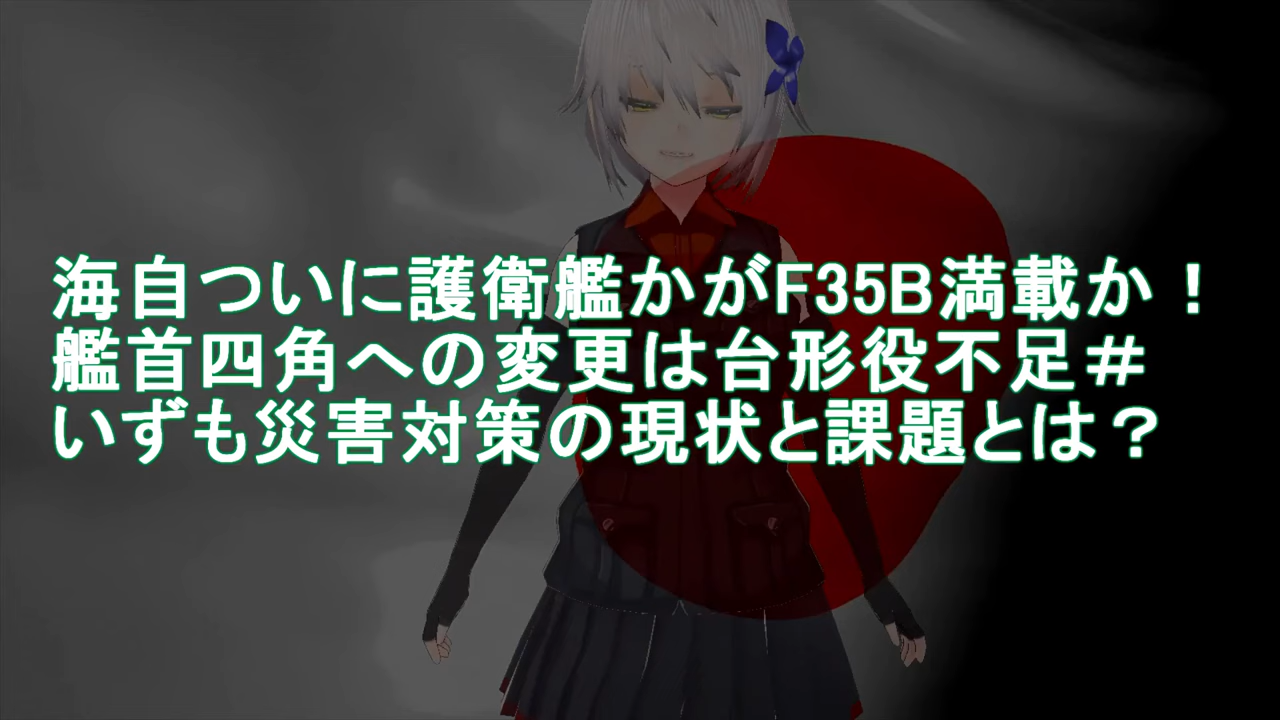 海自ついに護衛艦かがF35B満載か！
艦首四角への変更は台形役不足＃
いずも災害対策の現状と課題とは？